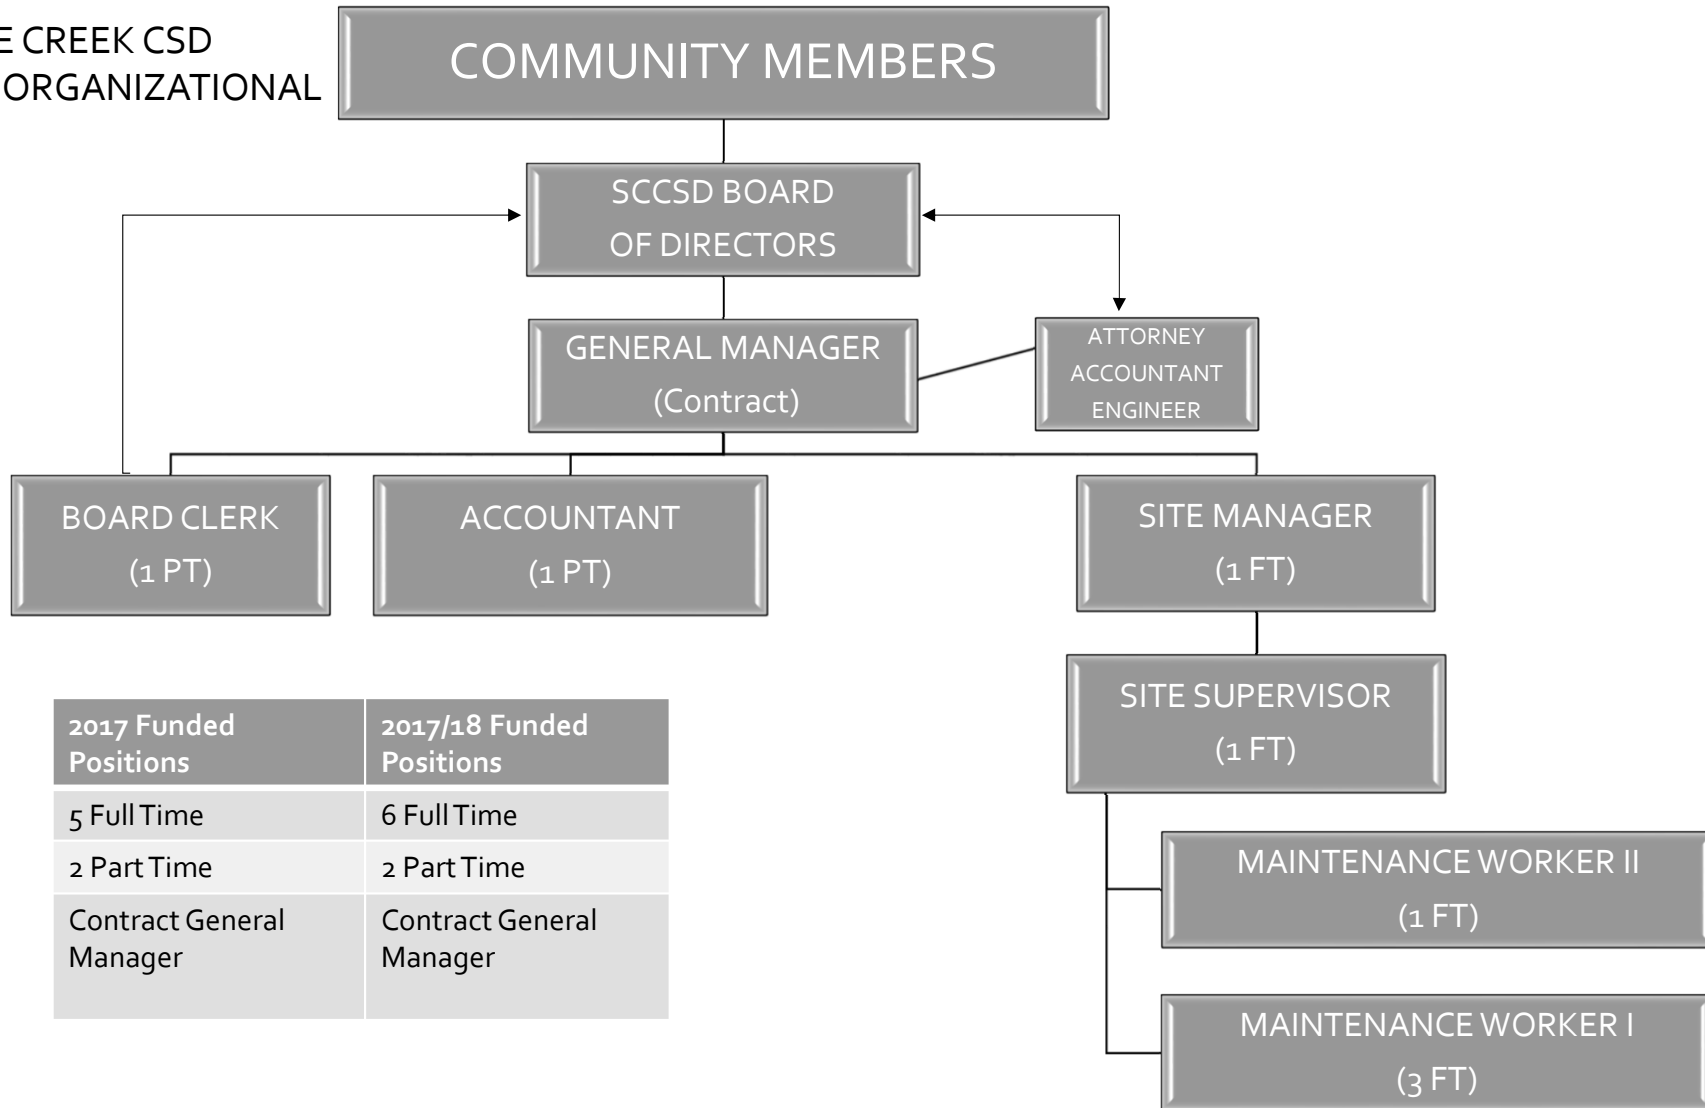 E CREEK CSD
ORGANIZATIONAL
COMMUNITY MEMBERS
SCCSD BOARD
OF DIRECTORS
GENERAL MANAGER
(Contract)
ATTORNEY
ACCOUNTANT
ENGINEER
BOARD CLERK
(1 PT)
ACCOUNTANT
(1 PT)
SITE MANAGER
(1 FT)
SITE SUPERVISOR
(1 FT)
MAINTENANCE WORKER II
(1 FT)
MAINTENANCE WORKER I
(3 FT)
2017 Funded
Positions
2017/18 Funded
Positions
5 Full Time
6 Full Time
2 Part Time
2 Part Time
Contract General
Manager
Contract General
Manager